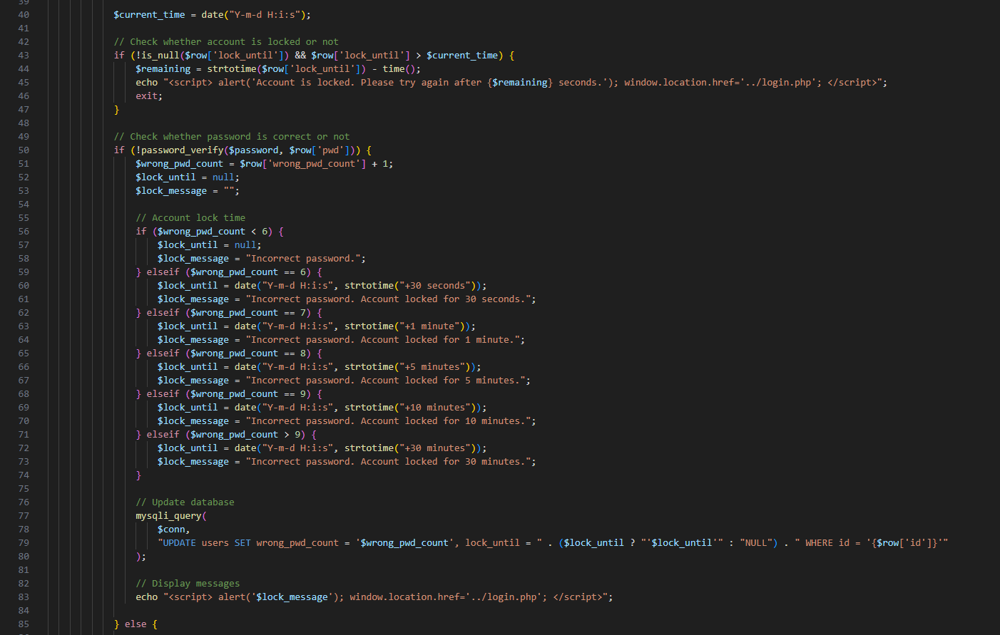 39
40 $current_time = date("Y-m-d H:i:s");
41
42 // Check whether account is locked or not
43 if (!is_null($row['lock_until']) && $row['lock_until'] > $current_time) {
44 $remaining = strtotime($row['lock_until']) - time();
45 echo "<script> alert('Account is locked. Please try again after {$remaining} seconds.'); window.location.href='../login.php'; </script>";
46 exit;
47 }
48
49 // Check whether password is correct or not
50 if (!password_verify($password, $row['pwd'])) {
51 $wrong_pwd_count = $row['wrong_pwd_count'] + 1;
52 $lock_until = null;
53 $lock_message = "";
54
55 // Account lock time
56 if ($wrong_pwd_count < 6) {
57 $lock_until = null;
58 $lock_message = "Incorrect password.";
59 } elseif ($wrong_pwd_count == 6) {
60 $lock_until = date("Y-m-d H:i:s", strtotime("+30 seconds"));
61 $lock_message = "Incorrect password. Account locked for 30 seconds.";
62 } elseif ($wrong_pwd_count == 7) {
63 $lock_until = date("Y-m-d H:i:s", strtotime("+1 minute"));
64 $lock_message = "Incorrect password. Account locked for 1 minute.";
65 } elseif ($wrong_pwd_count == 8) {
66 $lock_until = date("Y-m-d H:i:s", strtotime("+5 minutes"));
67 $lock_message = "Incorrect password. Account locked for 5 minutes.";
68 } elseif ($wrong_pwd_count == 9) {
69 $lock_until = date("Y-m-d H:i:s", strtotime("+10 minutes"));
70 $lock_message = "Incorrect password. Account locked for 10 minutes.";
71 } elseif ($wrong_pwd_count > 9) {
72 $lock_until = date("Y-m-d H:i:s", strtotime("+30 minutes"));
73 $lock_message = "Incorrect password. Account locked for 30 minutes.";
74 }
75
76 // Update database
77 mysqli_query(
78 $conn,
79 "UPDATE users SET wrong_pwd_count = '$wrong_pwd_count', lock_until = " . ($lock_until ? "'$lock_until'" : "NULL") . " WHERE id = '{$row['id']}'"
80 );
81
82 // Display messages
83 echo "<script> alert('$lock_message'); window.location.href='../login.php'; </script>";
84
85 } else {